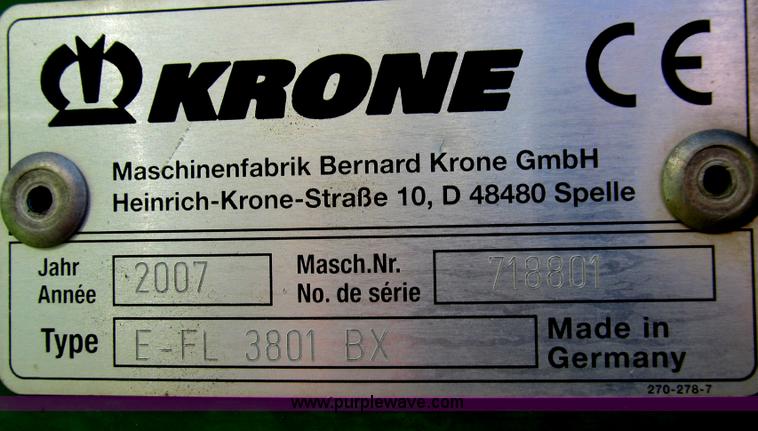 KRONE CE
Maschinenfabrik Bernard Krone GmbH
Heinrich-Krone-Straße 10, D 48480 Spelle
Jahr
Année
2007
Masch.Nr.
No. de série
718801
Type
E-FL 3801 BX
Made in
Germany
270-278-7
www.purplewave.com